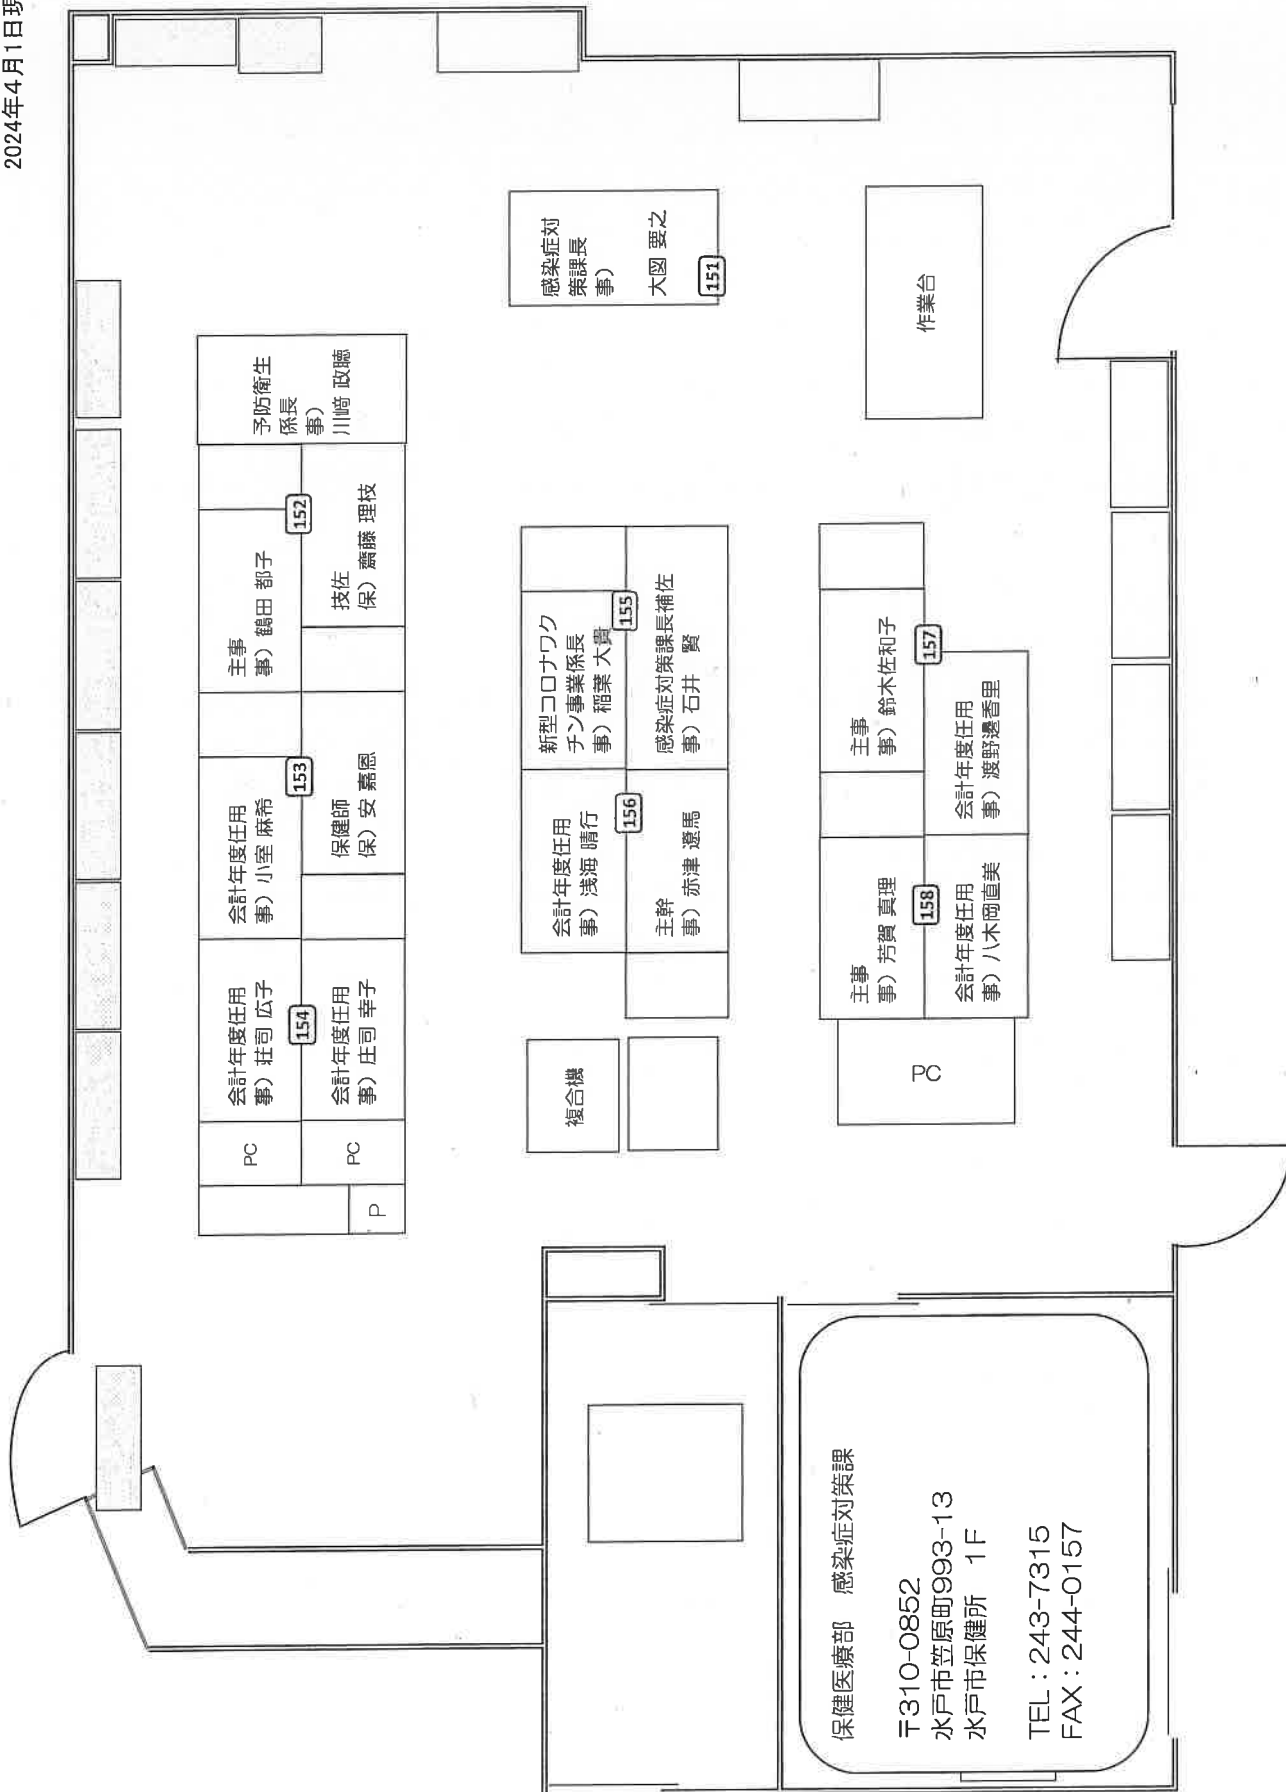 2024年4月1日現
感染症対
策課長
事）
大図 要之
151
作業台
予防衛生
係長
事）
川﨑 政聴
主事
事）鶴田 都子
152
技佐
保）齋藤 理枝
会計年度任用
事）小室 麻希
153
保健師
保）安 嘉恩
会計年度任用
事）荘司 広子
154
会計年度任用
事）庄司 幸子
PC
PC
P
新型コロナワク
チン事業係長
事）稲葉 大貴
155
感染症対策課長補佐
事）石井　賢
会計年度任用
事）浅海 晴行
156
主幹
事）赤津 遼馬
複合機
主事
事）鈴木佐和子
157
会計年度任用
事）渡野邊香里
主事
事）芳賀 真理
158
会計年度任用
事）八木岡直美
PC
保健医療部　感染症対策課
〒310-0852
水戸市笠原町993-13
水戸市保健所　1F
TEL：243-7315
FAX：244-0157